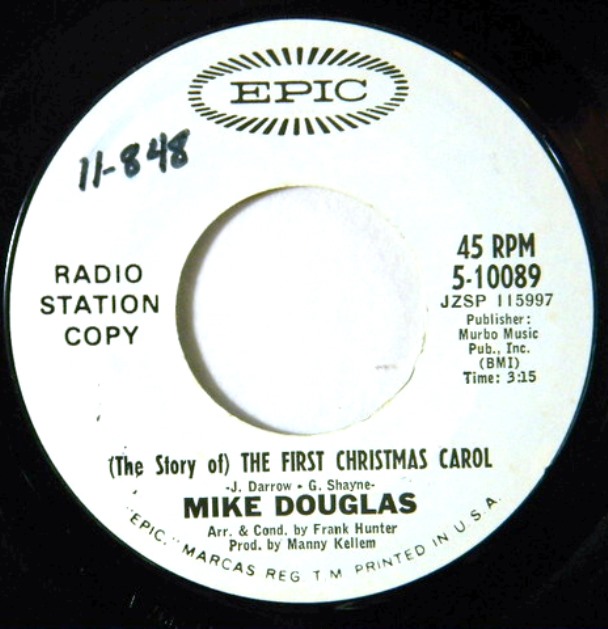 EPIC
11-848
RADIO
STATION
COPY
45 RPM
5-10089
JZSP 115997
Publisher:
Murbo Music
Pub., Inc.
(BMI)
Time: 3:15
(The Story of) THE FIRST CHRISTMAS CAROL
-J. Darrow • G. Shayne-
MIKE DOUGLAS
Arr. & Cond. by Frank Hunter
Prod. by Manny Kellem
"EPIC," MARCAS REG T.M PRINTED IN U.S.A.